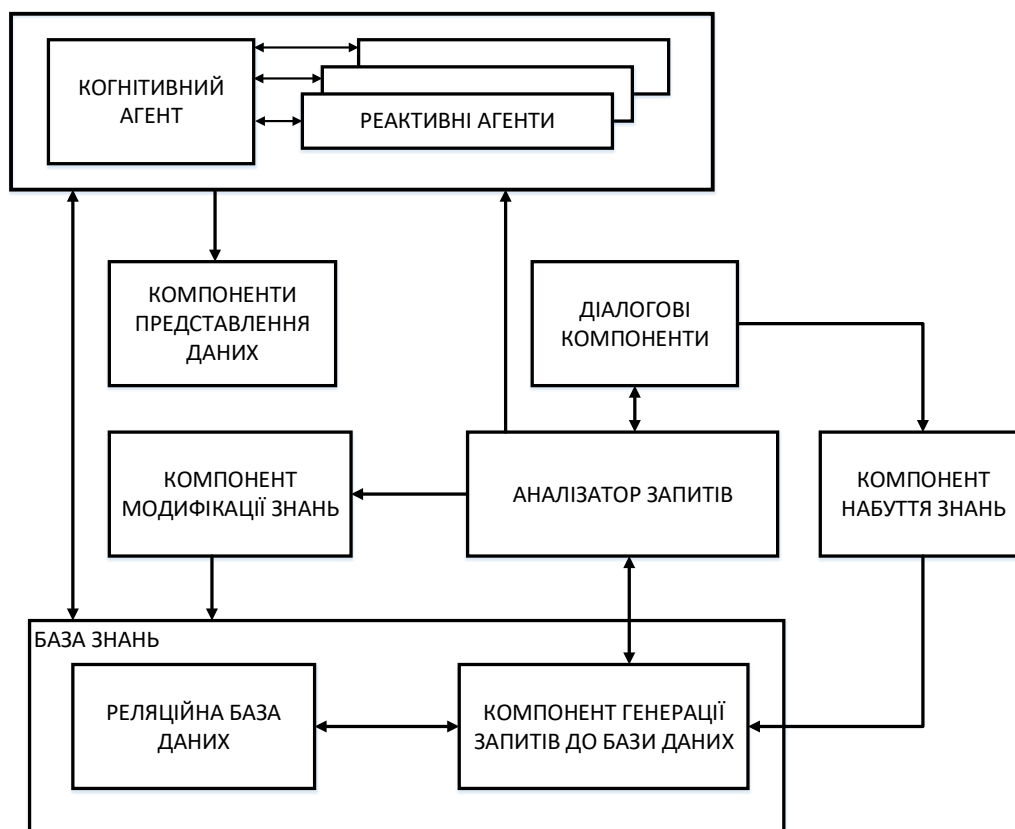 КОГНІТИВНИЙ
АГЕНТ
РЕАКТИВНІ АГЕНТИ
КОМПОНЕНТИ
ПРЕДСТАВЛЕННЯ
ДАНИХ
ДІАЛОГОВІ
КОМПОНЕНТИ
КОМПОНЕНТ
МОДИФІКАЦІЇ ЗНАНЬ
АНАЛІЗАТОР ЗАПИТІВ
КОМПОНЕНТ
НАБУТТЯ ЗНАНЬ
БАЗА ЗНАНЬ
РЕЛЯЦІЙНА БАЗА
ДАНИХ
КОМПОНЕНТ ГЕНЕРАЦІЇ
ЗАПИТІВ ДО БАЗИ ДАНИХ